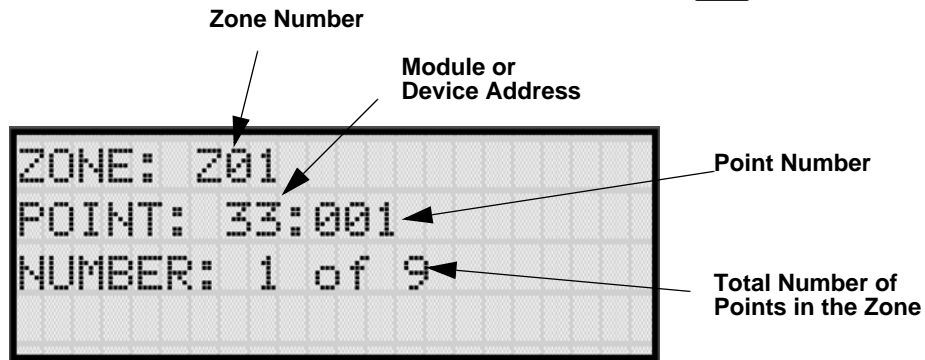 Zone Number
Module or
Device Address
ZONE: Z01
POINT: 33:001
NUMBER: 1 of 9
Point Number
Total Number of
Points in the Zone